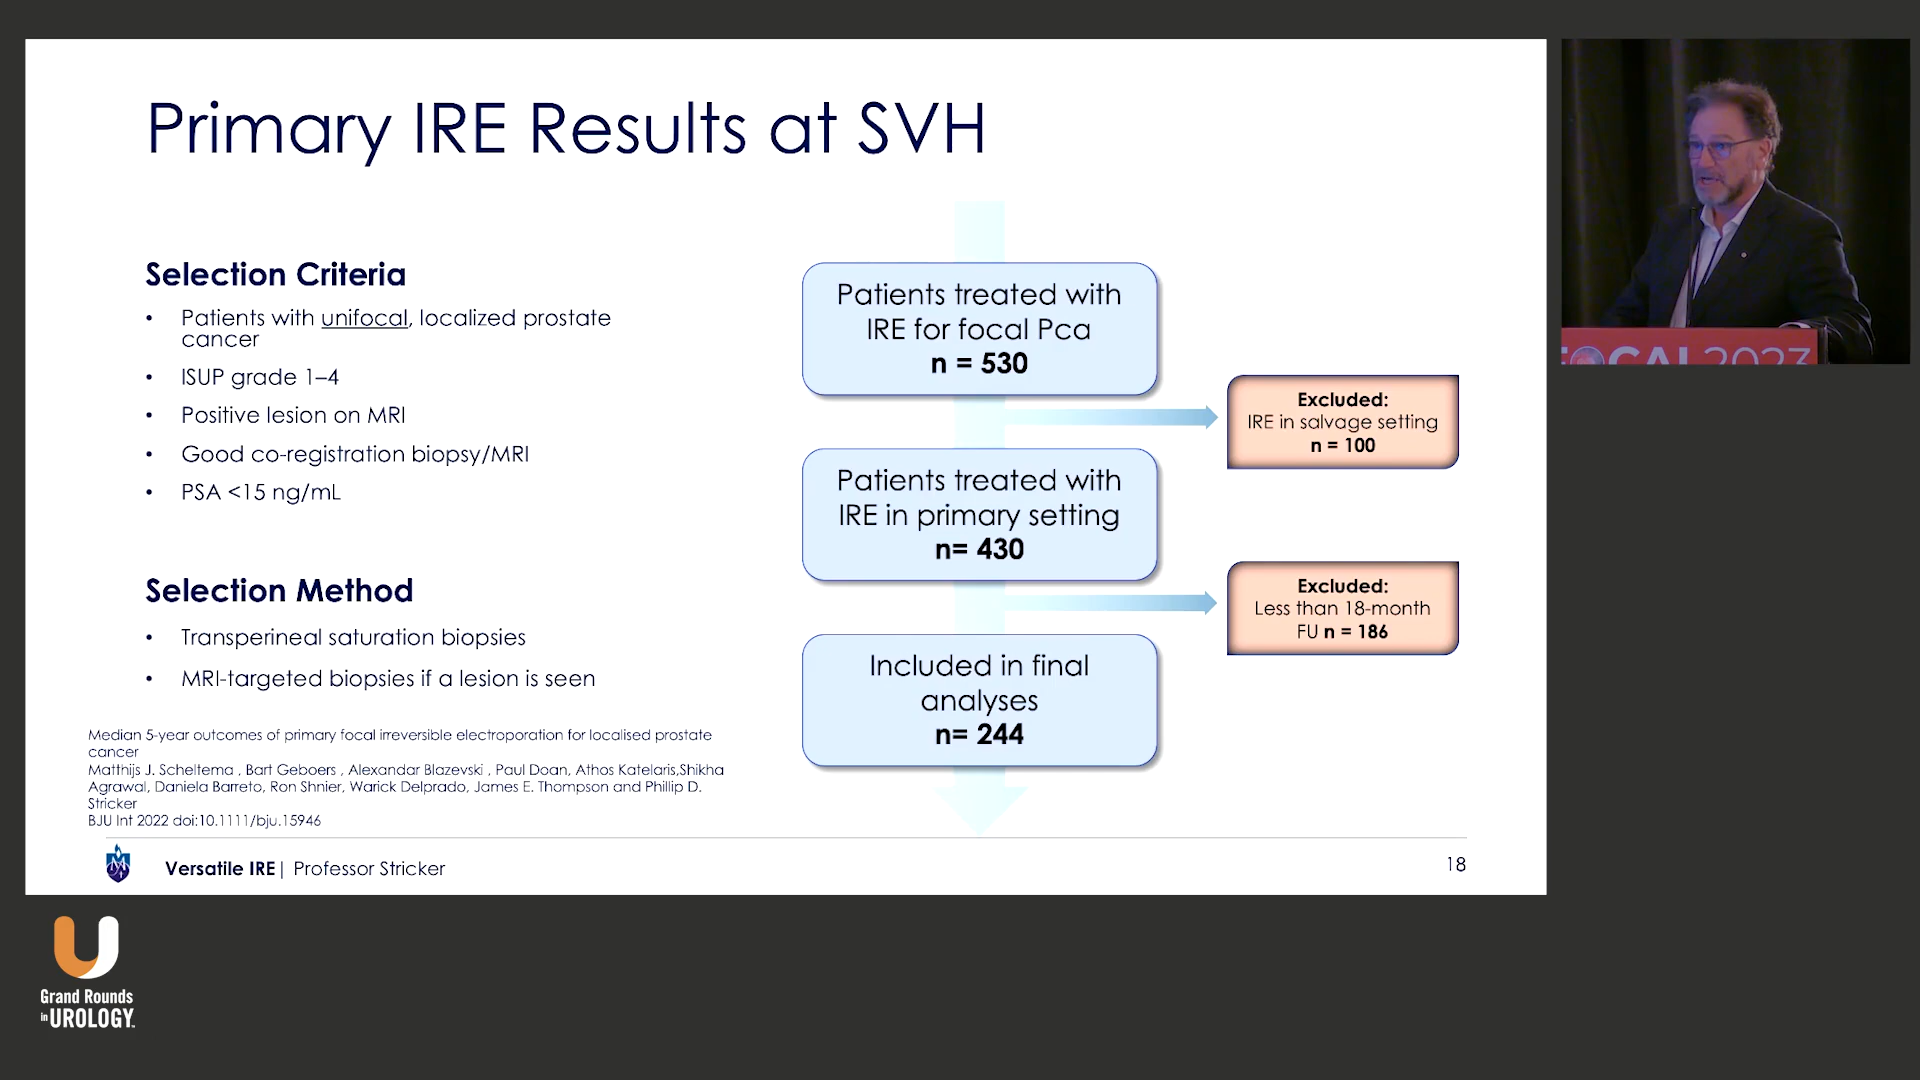 Primary IRE Results at SVH
Selection Criteria
• Patients with unifocal, localized prostate
cancer
• ISUP grade 1–4
• Positive lesion on MRI
• Good co-registration biopsy/MRI
• PSA <15 ng/mL
Selection Method
• Transperineal saturation biopsies
• MRI-targeted biopsies if a lesion is seen
Median 5-year outcomes of primary focal irreversible electroporation for localised prostate
cancer
Matthijs J. Scheltema , Bart Geboers , Alexandar Blazevski , Paul Doan, Athos Katelaris,Shikha
Agrawal, Daniela Barreto, Ron Shnier, Warick Delprado, James E. Thompson and Phillip D.
Stricker
BJU Int 2022 doi:10.1111/bju.15946
Patients treated with
IRE for focal Pca
n = 530
Excluded:
IRE in salvage setting
n = 100
Patients treated with
IRE in primary setting
n= 430
Excluded:
Less than 18-month
FU n = 186
Included in final
analyses
n= 244
Versatile IRE| Professor Stricker
18
FOCAL 2023
Grand Rounds
in UROLOGY